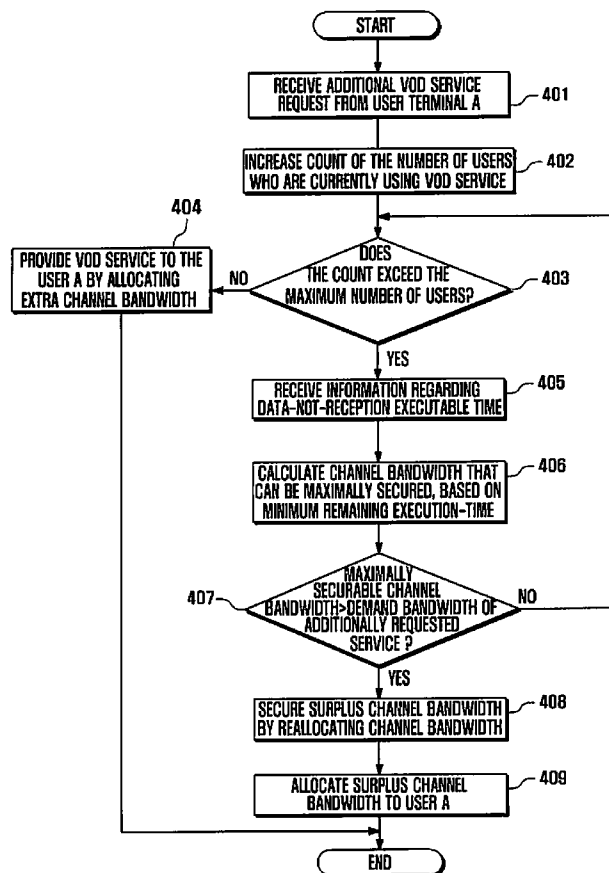 START
RECEIVE ADDITIONAL VOD SERVICE
REQUEST FROM USER TERMINAL A
401
INCREASE COUNT OF THE NUMBER OF USERS
WHO ARE CURRENTLY USING VOD SERVICE
402
404
PROVIDE VOD SERVICE TO THE
USER A BY ALLOCATING
EXTRA CHANNEL BANDWIDTH
NO
DOES
THE COUNT EXCEED THE
MAXIMUM NUMBER OF USERS?
403
YES
RECEIVE INFORMATION REGARDING
DATA-NOT-RECEPTION EXECUTABLE TIME
405
CALCULATE CHANNEL BANDWIDTH THAT
CAN BE MAXIMALLY SECURED, BASED ON
MINIMUM REMAINING EXECUTION-TIME
406
407
MAXIMALLY
SECURABLE CHANNEL
BANDWIDTH>DEMAND BANDWIDTH OF
ADDITIONALLY REQUESTED
SERVICE ?
NO
YES
SECURE SURPLUS CHANNEL BANDWIDTH
BY REALLOCATING CHANNEL BANDWIDTH
408
ALLOCATE SURPLUS CHANNEL
BANDWIDTH TO USER A
409
END